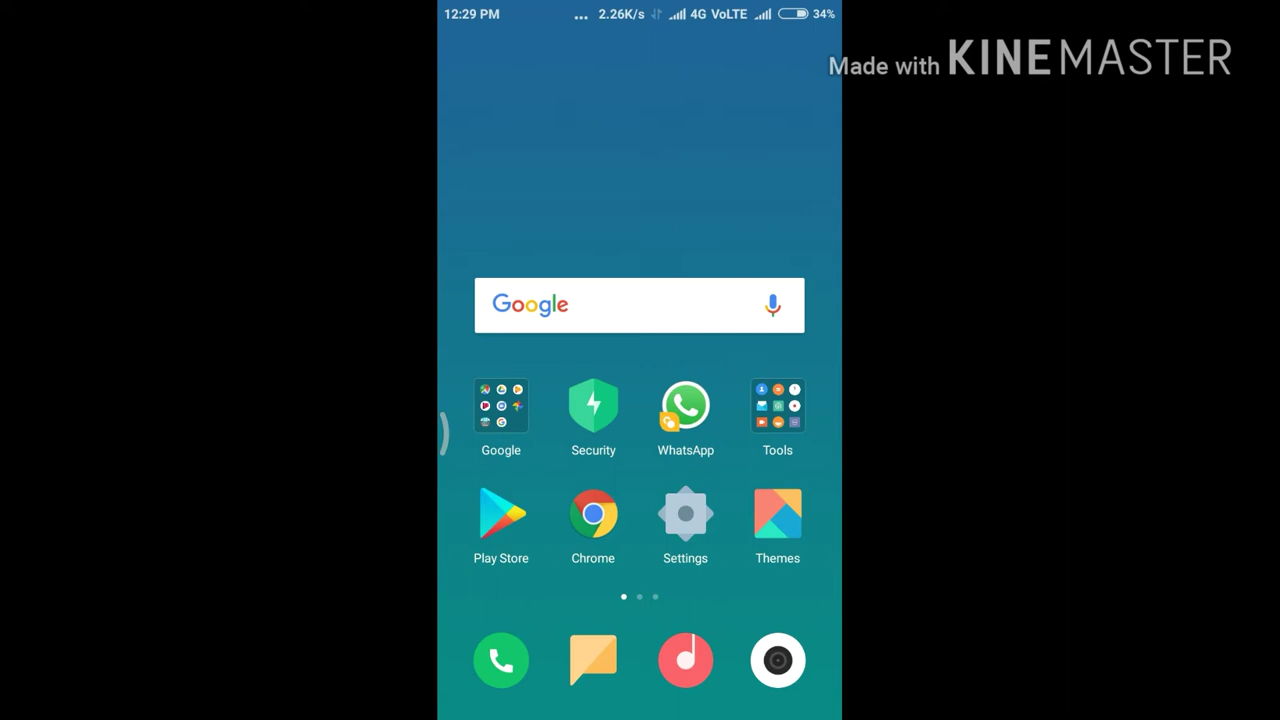 12:29 PM ... 2.26K/s 4G VoLTE 34%
Made with KINEMASTER
Google
Google Security WhatsApp Tools
Play Store Chrome Settings Themes